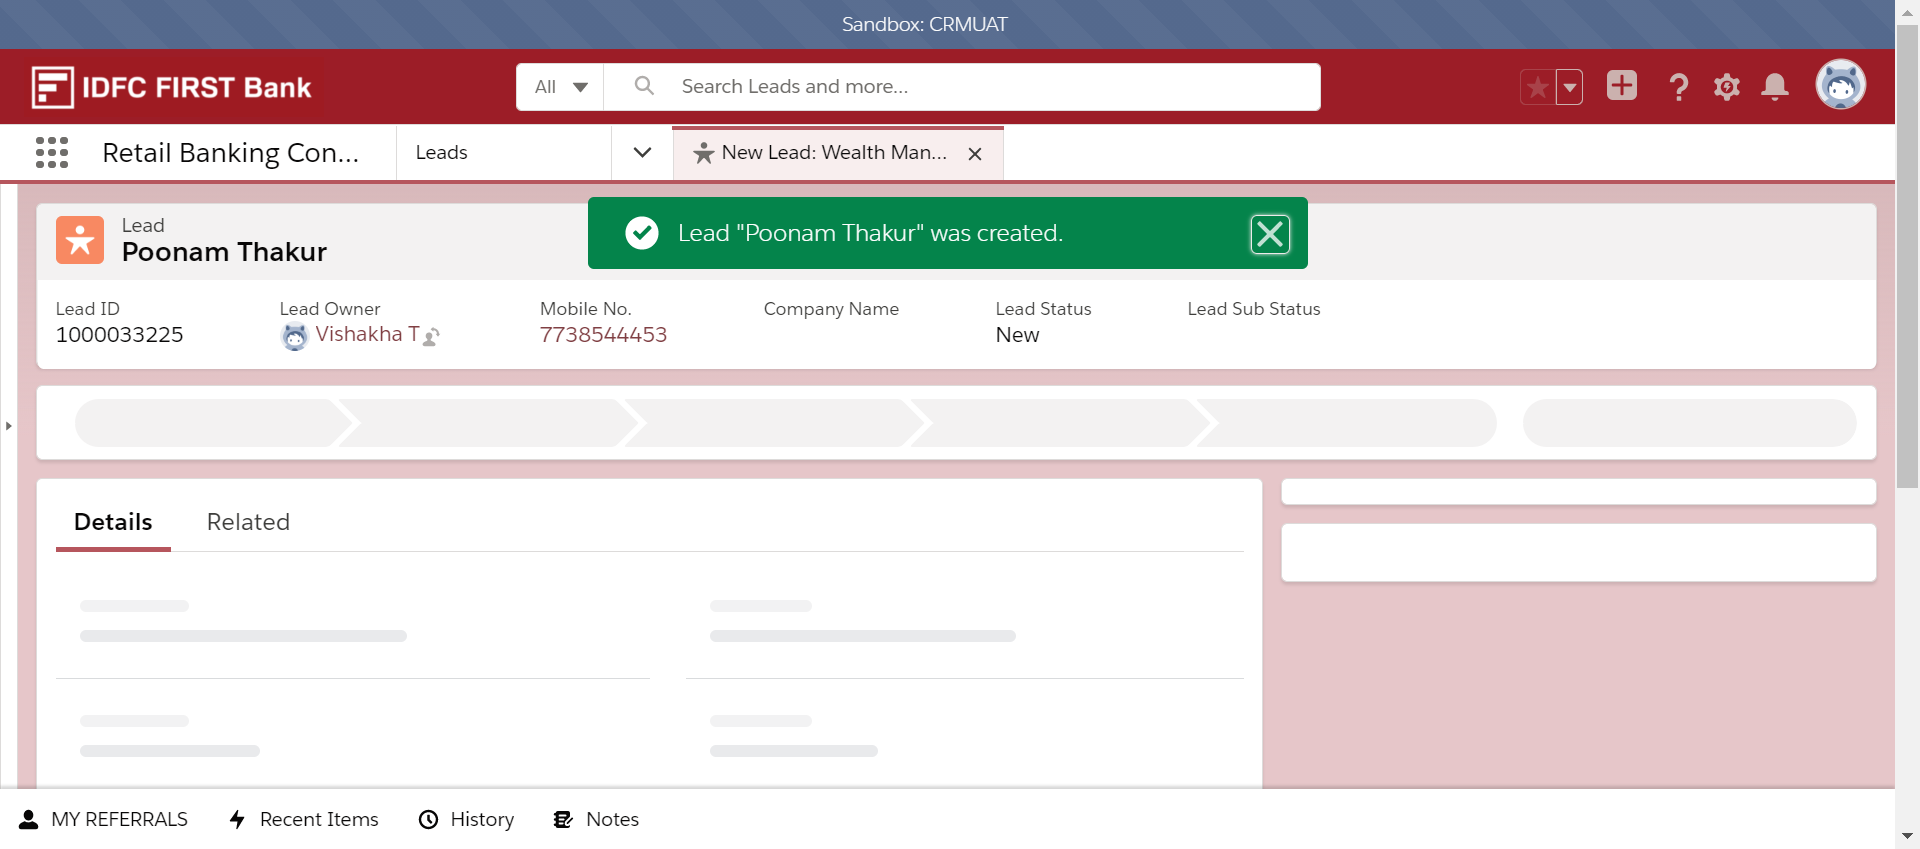 Sandbox: CRMUAT
IDFC FIRST Bank
All
Search Leads and more...
Retail Banking Con...
Leads
New Lead: Wealth Man...
Lead
Poonam Thakur
Lead "Poonam Thakur" was created.
Lead ID
1000033225
Lead Owner
Vishakha T
Mobile No.
7738544453
Company Name
Lead Status
New
Lead Sub Status
Details
Related
MY REFERRALS
Recent Items
History
Notes